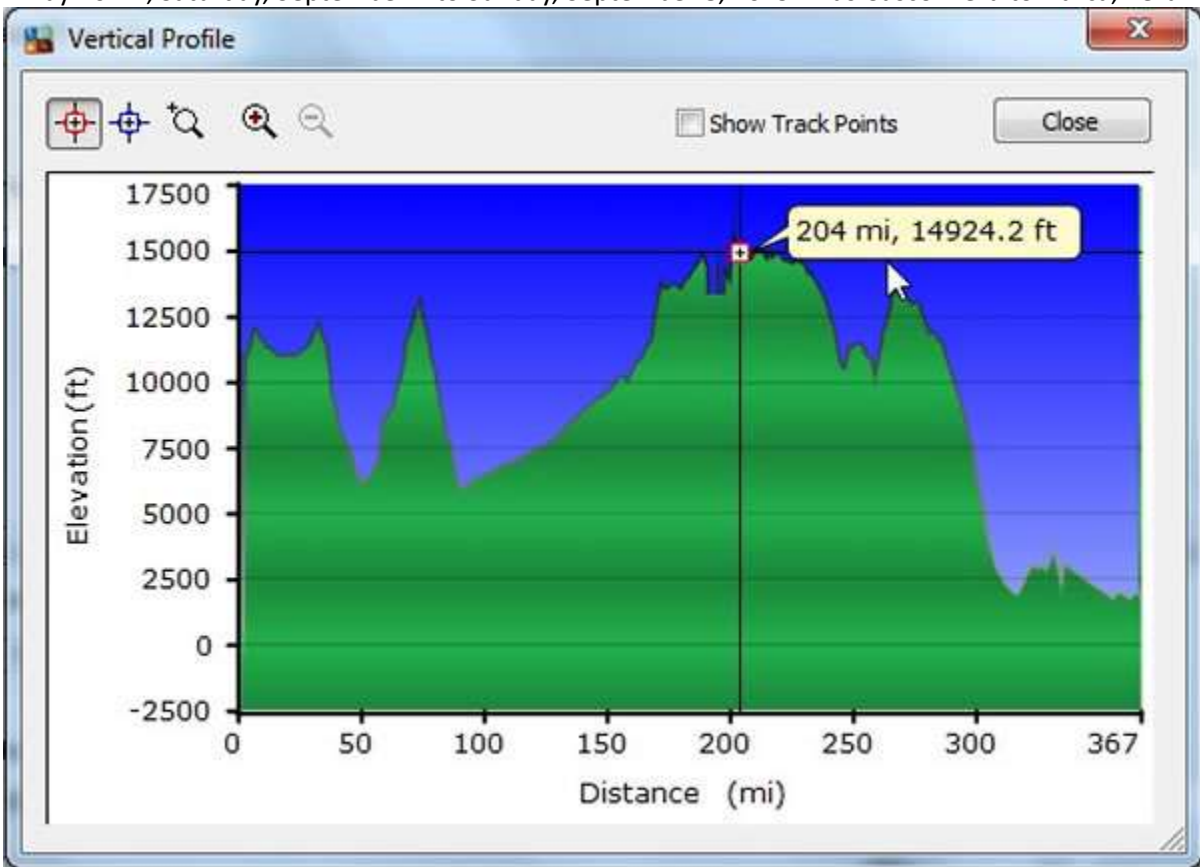 Vertical Profile
Show Track Points
Close
17500
15000
12500
10000
7500
5000
2500
0
-2500
Elevation(ft)
204 mi, 14924.2 ft
0 50 100 150 200 250 300 367
Distance (mi)